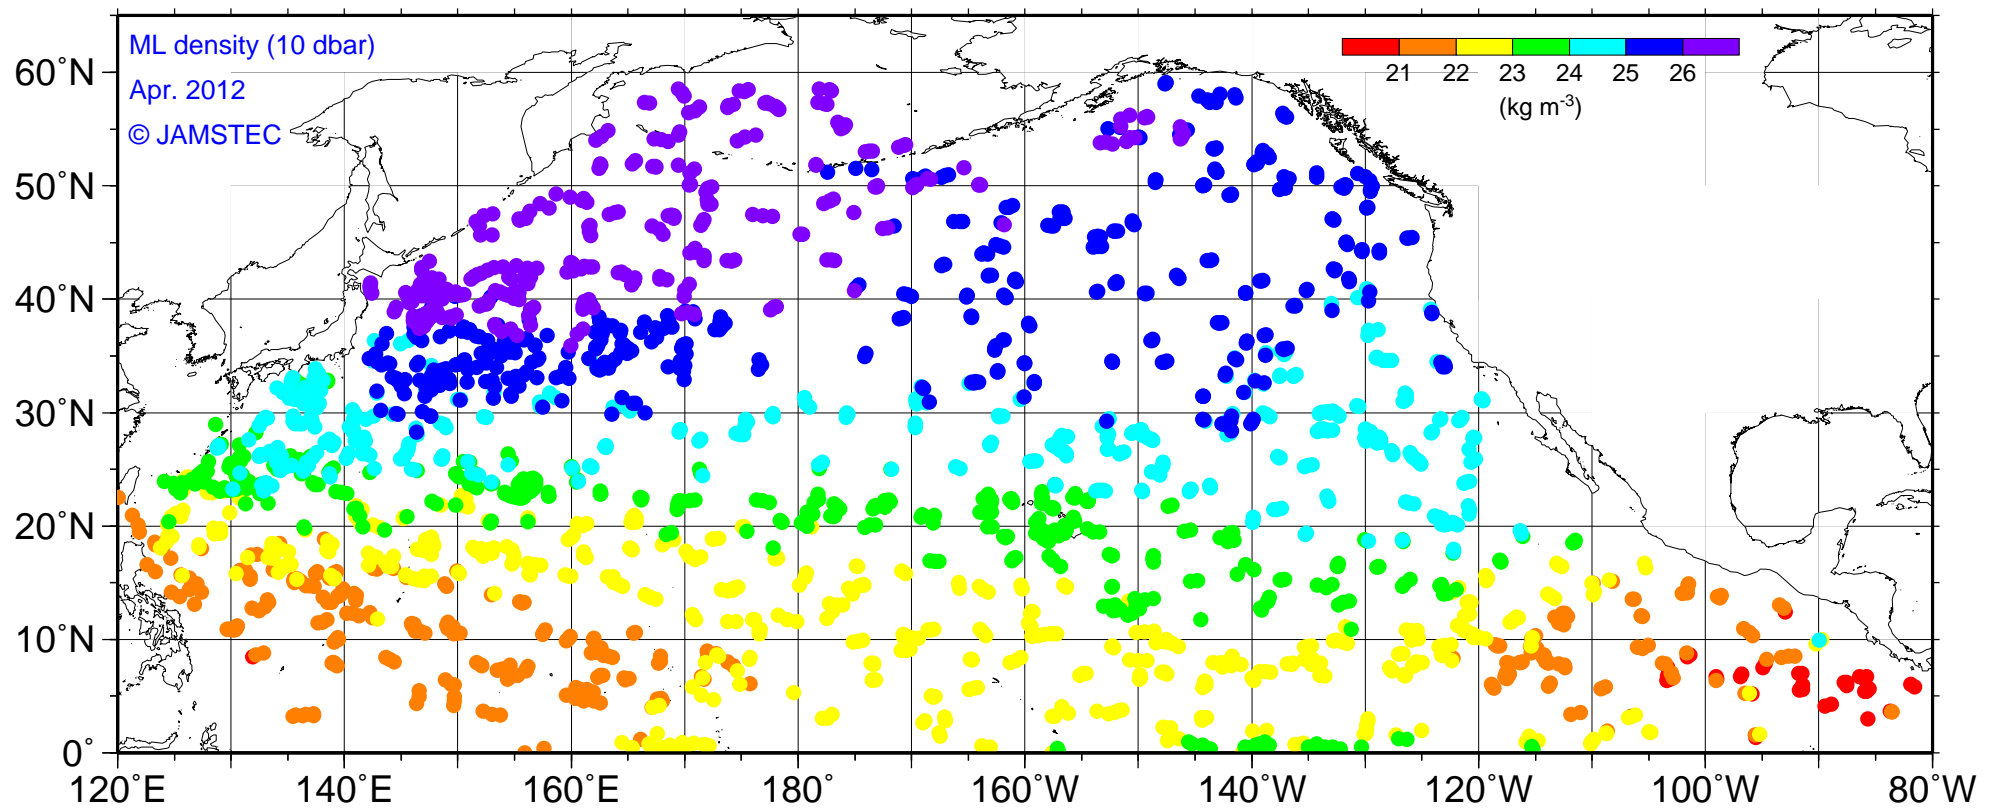 ML density (10 dbar)
Apr. 2012
© JAMSTEC
21 22 23 24 25 26
(kg m-3)
60˚N
50˚N
40˚N
30˚N
20˚N
10˚N
0˚
120˚E 140˚E 160˚E 180˚ 160˚W 140˚W 120˚W 100˚W 80˚W